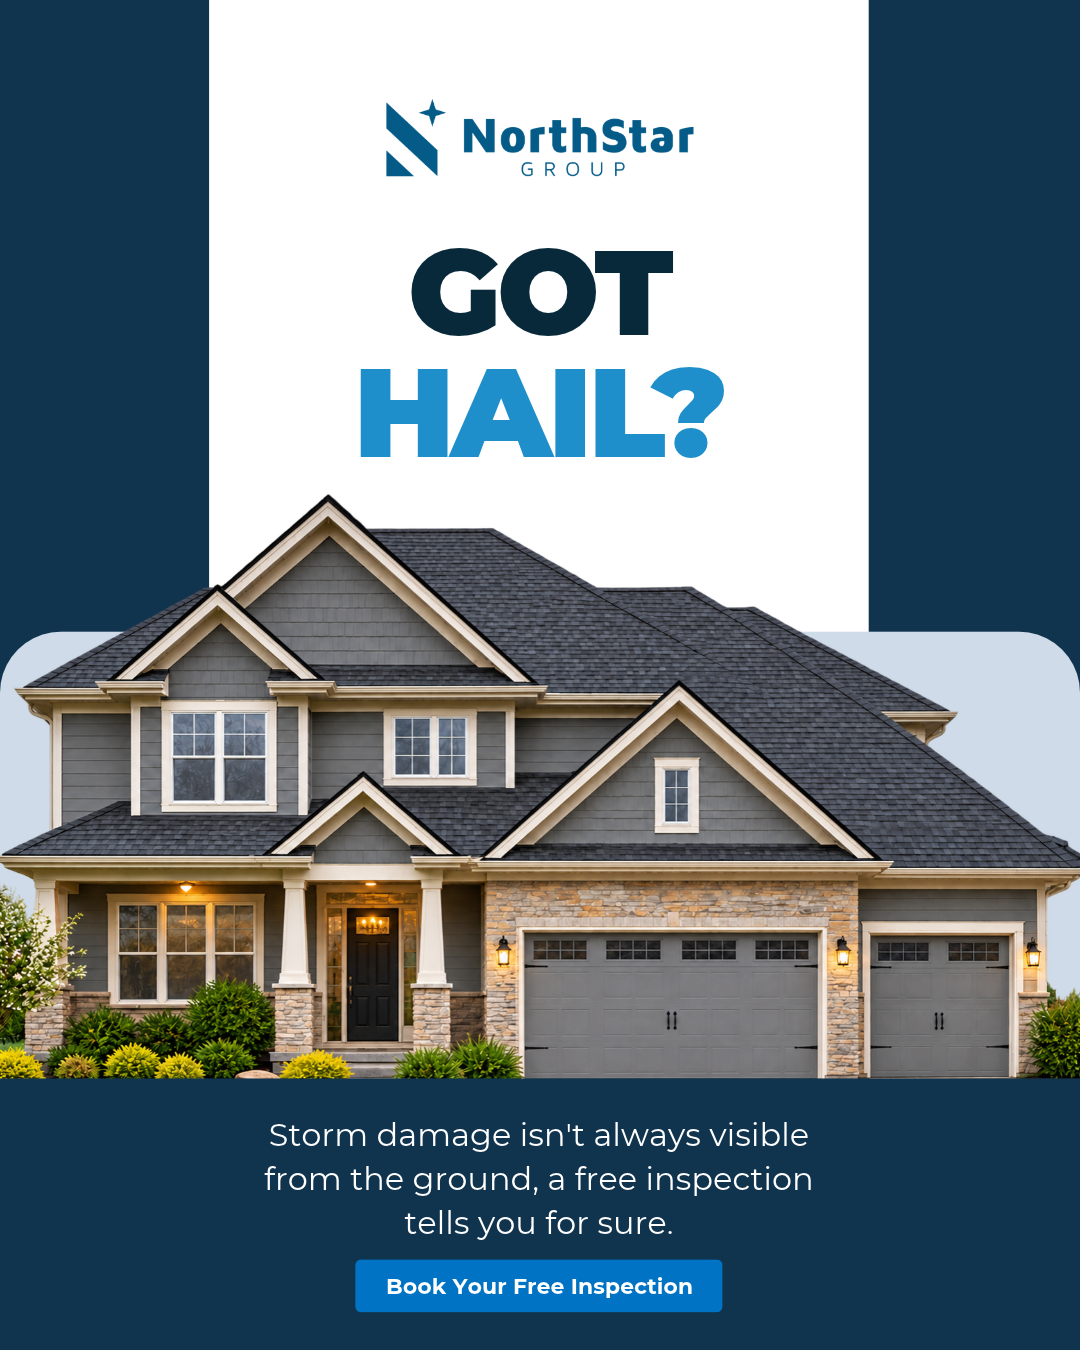 NorthStar
GROUP
GOT
HAIL?
Storm damage isn't always visible
from the ground, a free inspection
tells you for sure.
Book Your Free Inspection